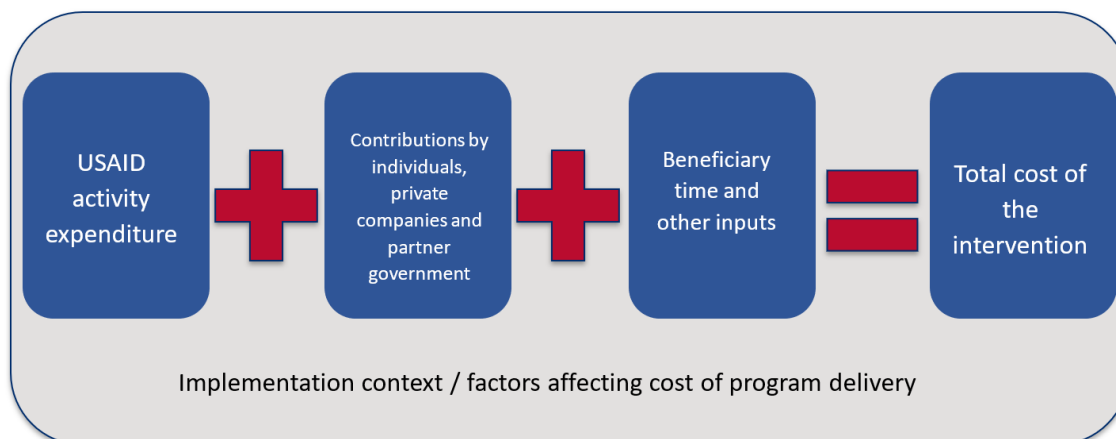 USAID
activity
expenditure
Contributions by
individuals,
private
companies and
partner
government
Beneficiary
time and
other inputs
Total cost of
the
intervention
Implementation context / factors affecting cost of program delivery